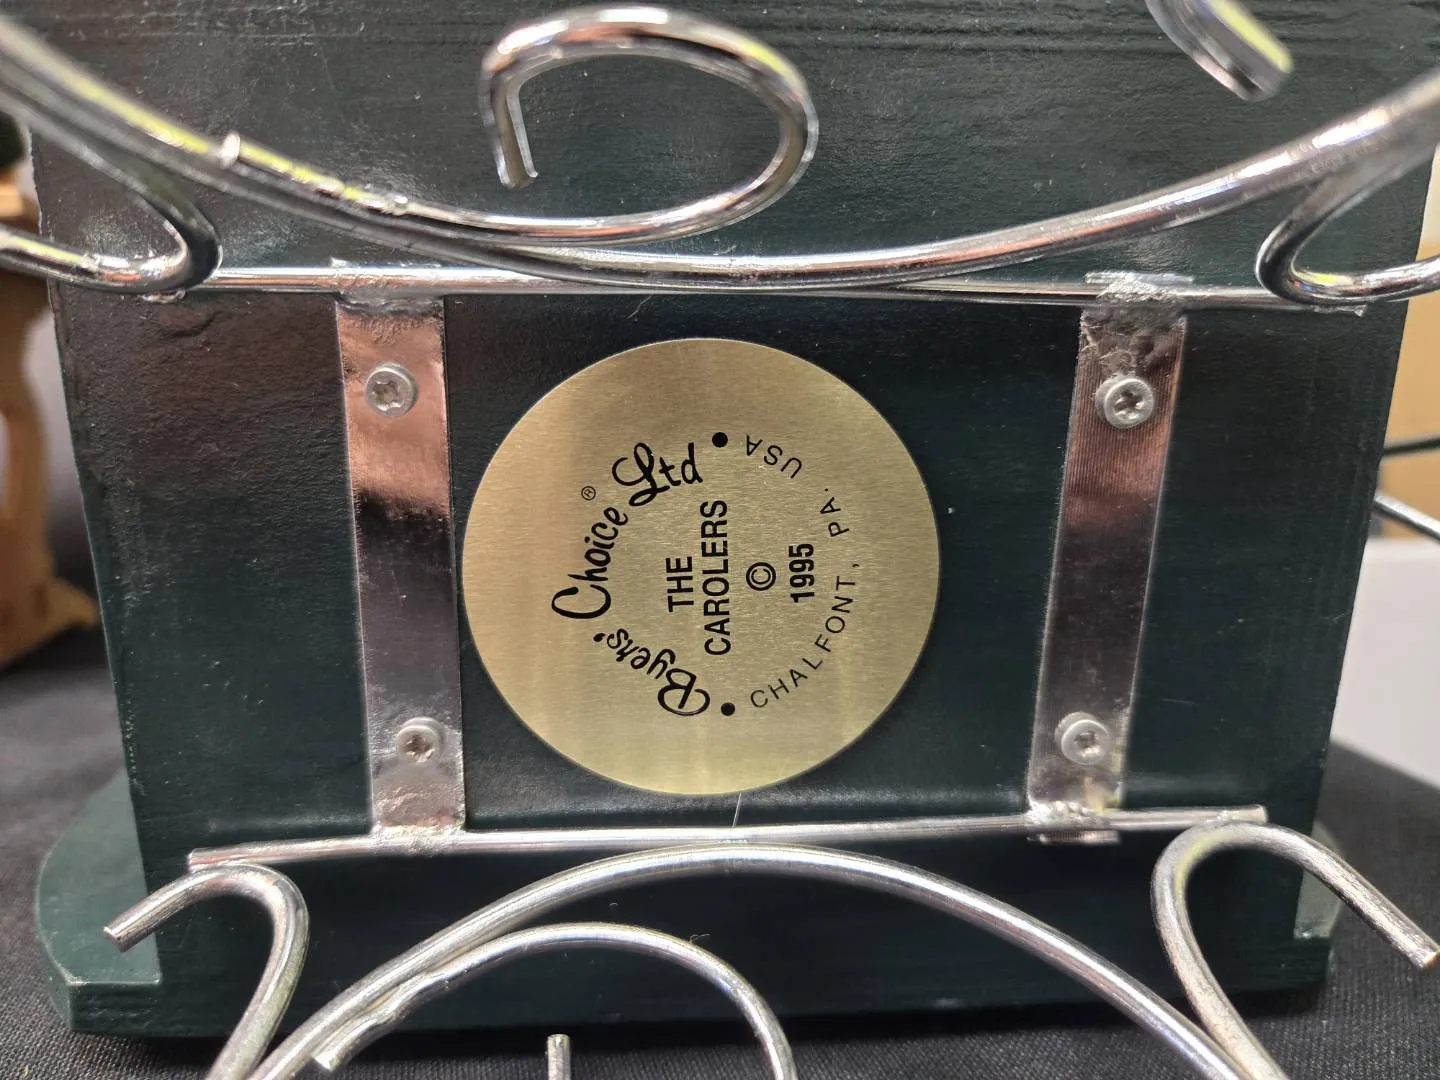 Byers' Choice® Ltd
THE
CAROLERS
©
1995
CHALFONT, PA. USA